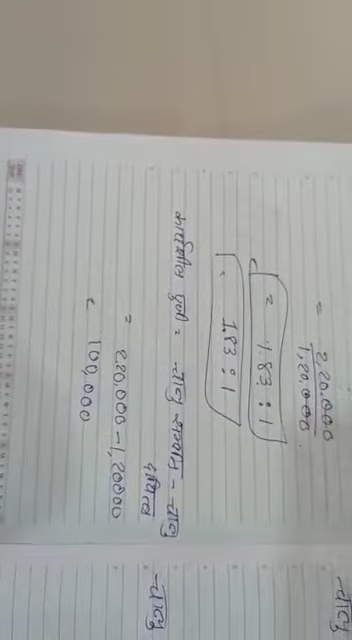 = 2,20,000
1,20,000
= 1.83 : 1
= 1.83 : 1
कार्यशील पूंजी = चालू सम्पत्ति - चालू
दायित्व
= 220,000 - 1,20000
= 100,000
चालू
चालू